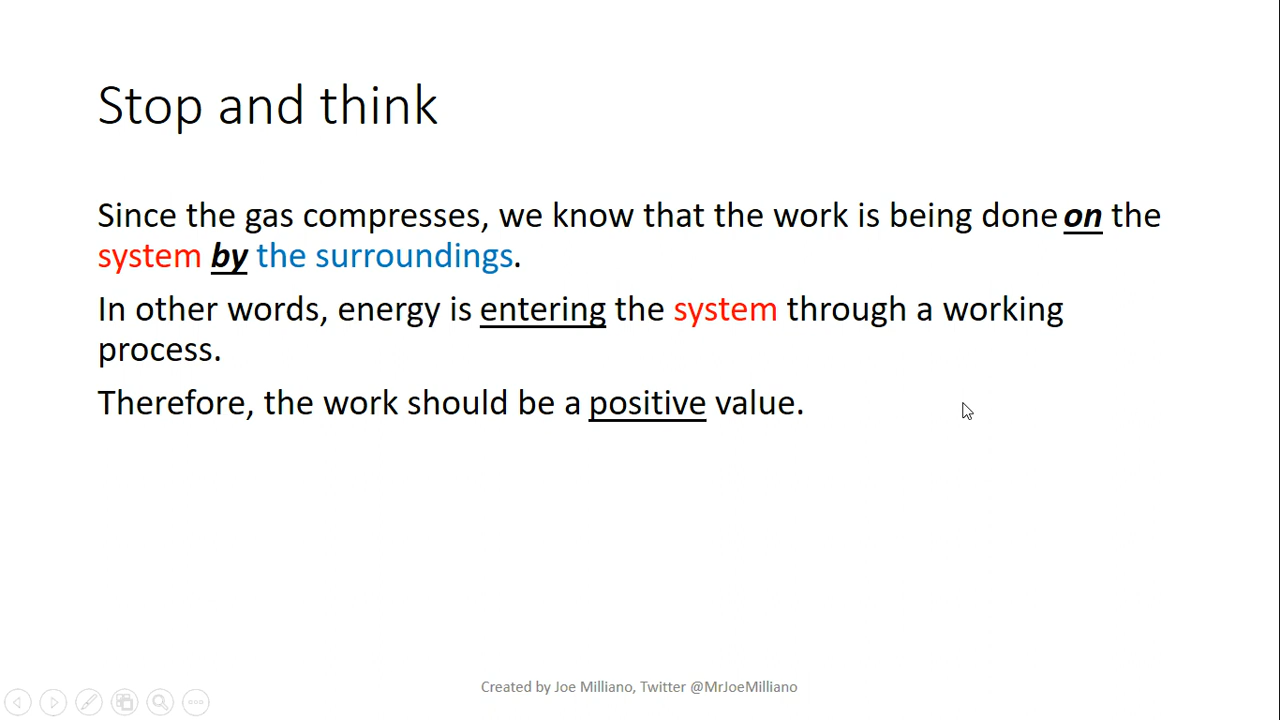 Stop and think
Since the gas compresses, we know that the work is being done on the
system by the surroundings.
In other words, energy is entering the system through a working
process.
Therefore, the work should be a positive value.
Created by Joe Milliano, Twitter @MrJoeMilliano